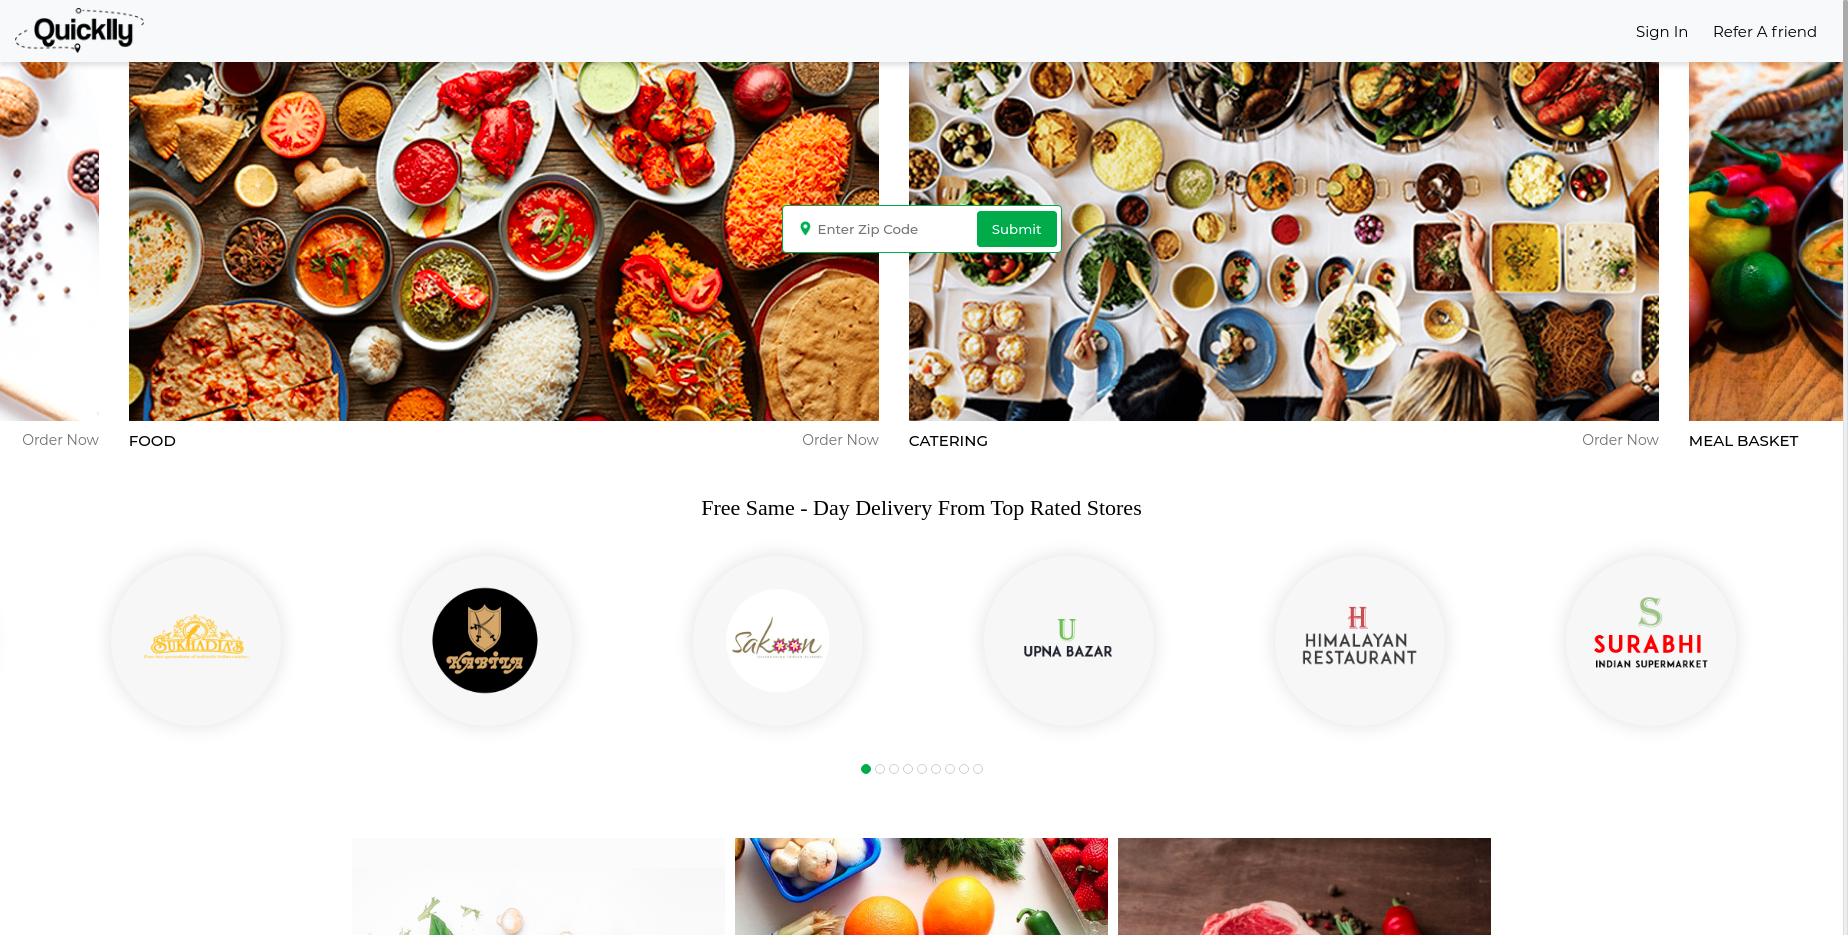 Quicklly
Sign In
Refer A friend
Enter Zip Code
Submit
Order Now
FOOD
Order Now
CATERING
Order Now
MEAL BASKET
Free Same - Day Delivery From Top Rated Stores
SUKHADIA'S
KABILA
Sakoon
U
UPNA BAZAR
H
HIMALAYAN
RESTAURANT
S
SURABHI
INDIAN SUPERMARKET